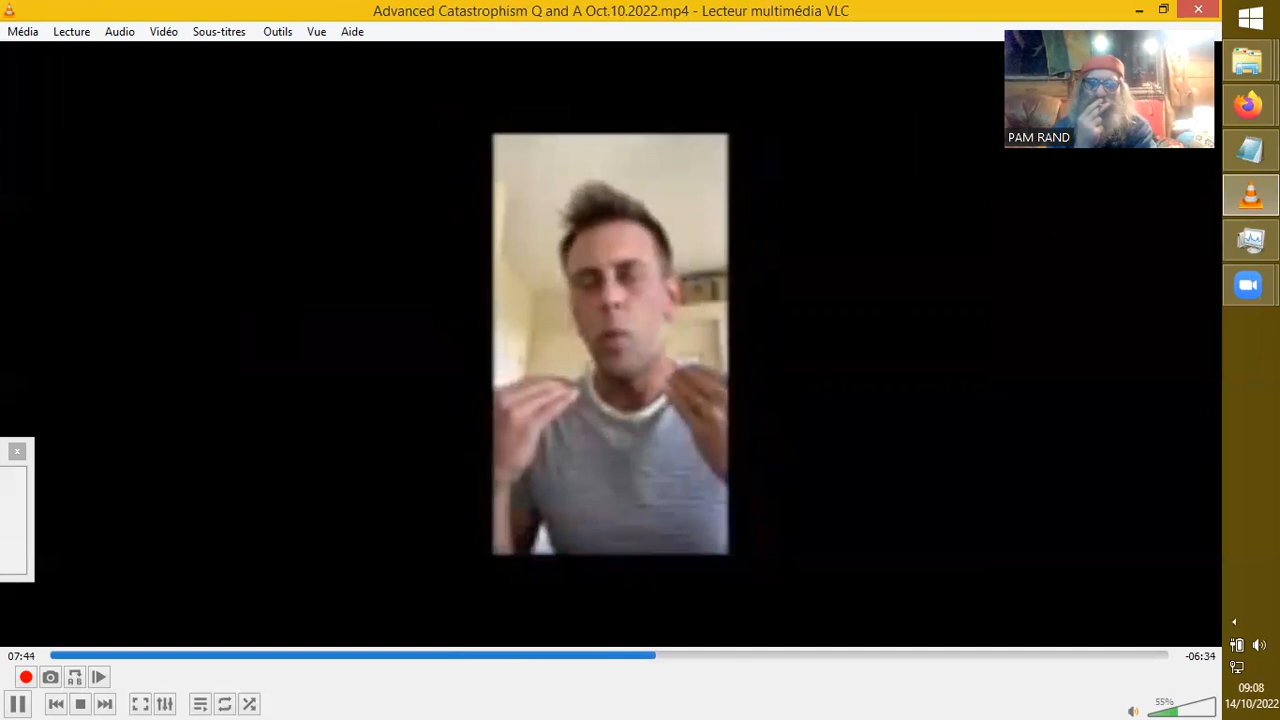 Advanced Catastrophism Q and A Oct.10.2022.mp4 - Lecteur multimédia VLC
Média Lecture Audio Vidéo Sous-titres Outils Vue Aide
PAM RAND
x
07:44
-06:34
A B
55%
09:08
14/10/2022